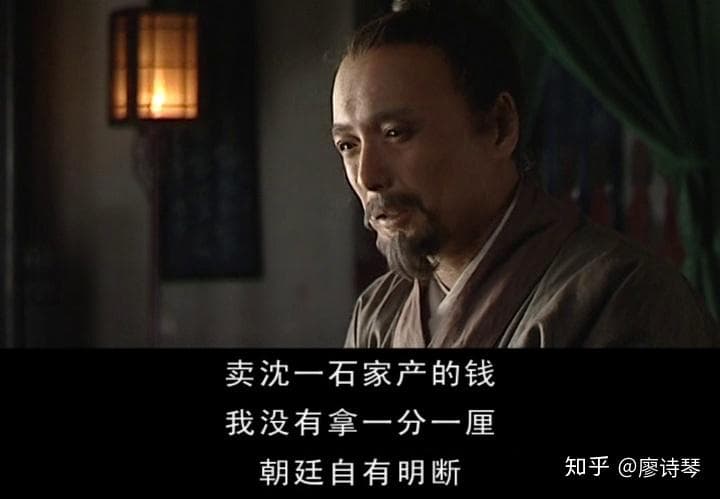 卖沈一石家产的钱
我没有拿一分一厘
朝廷自有明断
知乎 @廖诗琴